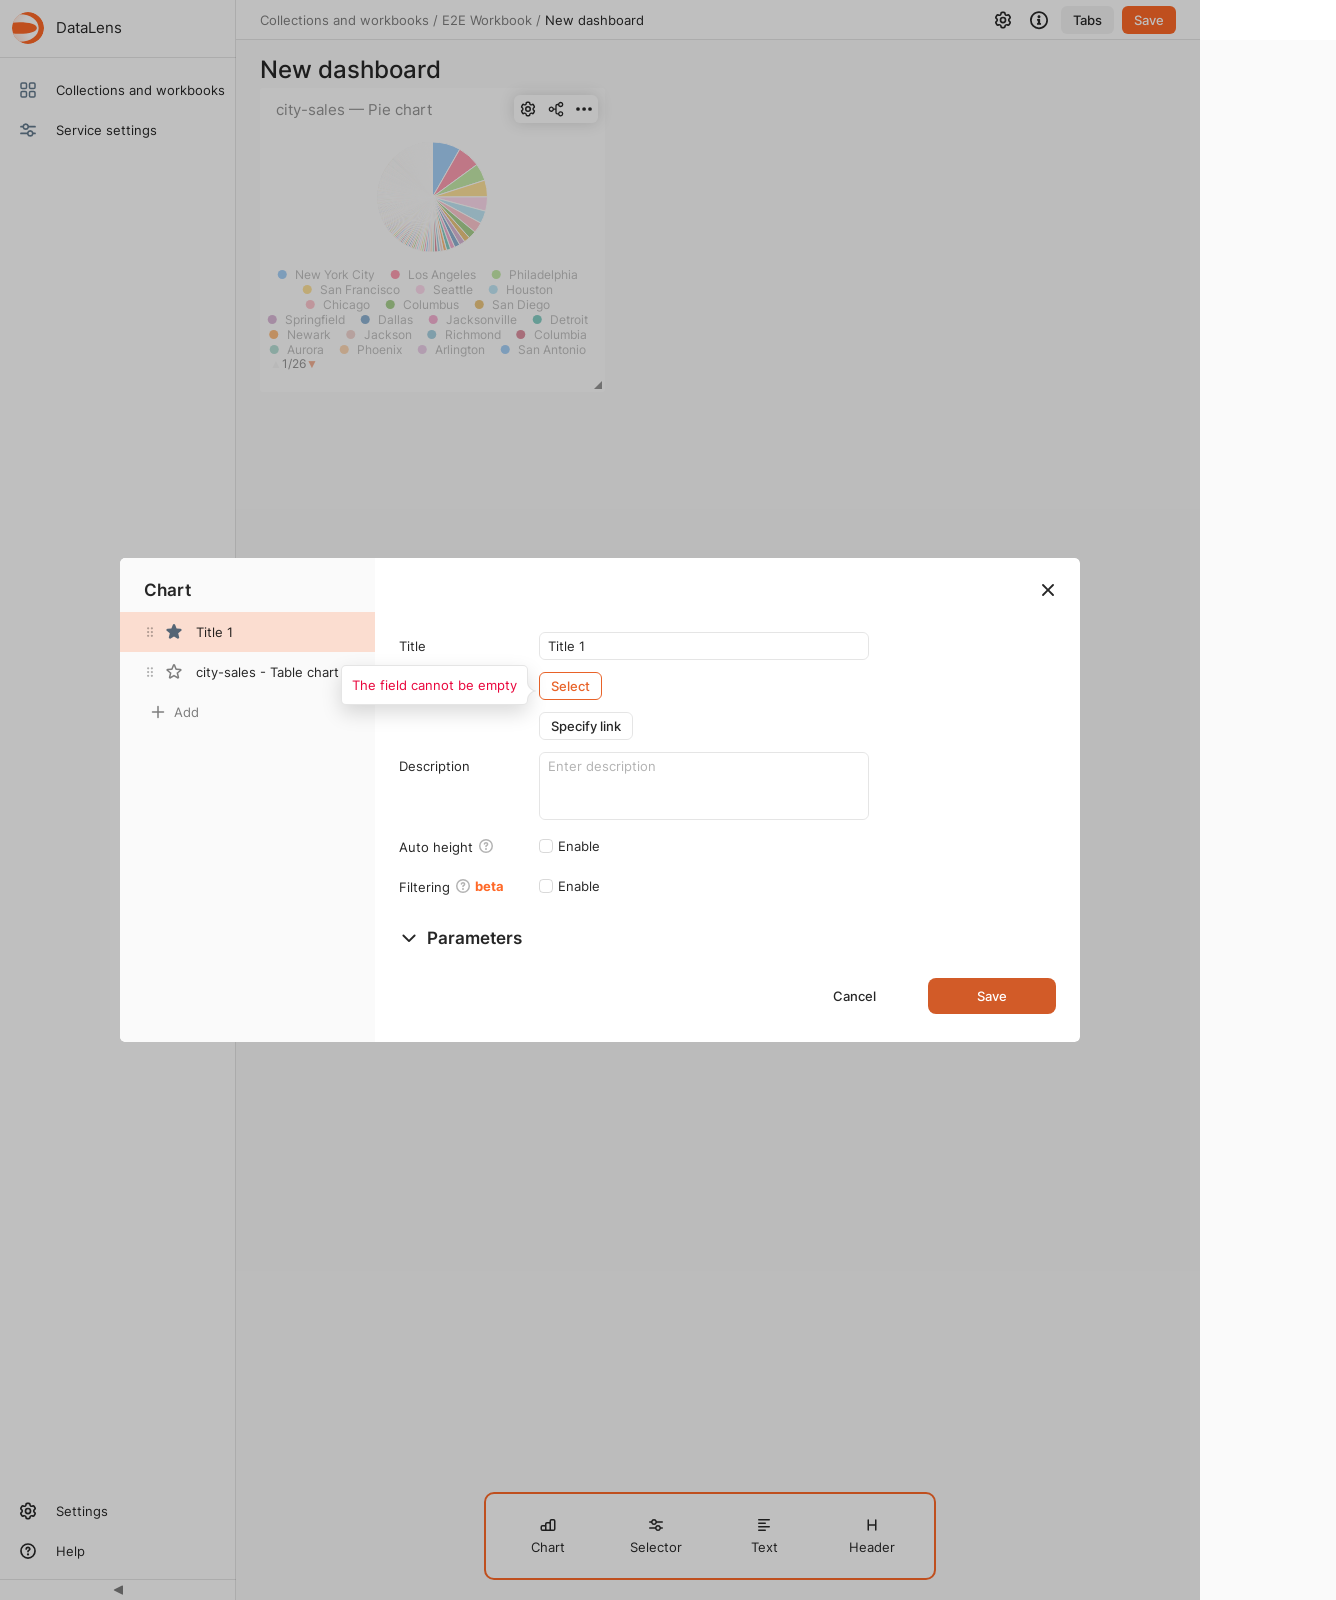 DataLens
Collections and workbooks
Service settings
Collections and workbooks / E2E Workbook / New dashboard
Tabs
Save
New dashboard
city-sales — Pie chart
New York City Los Angeles Philadelphia
San Francisco Seattle Houston
Chicago Columbus San Diego
Springfield Dallas Jacksonville Detroit
Newark Jackson Richmond Columbia
Aurora Phoenix Arlington San Antonio
1/26
Chart
Title 1
city-sales - Table chart
Add
Title
Title 1
The field cannot be empty
Select
Specify link
Description
Enter description
Auto height
Enable
Filtering beta
Enable
Parameters
Cancel
Save
Settings
Help
Chart
Selector
Text
Header